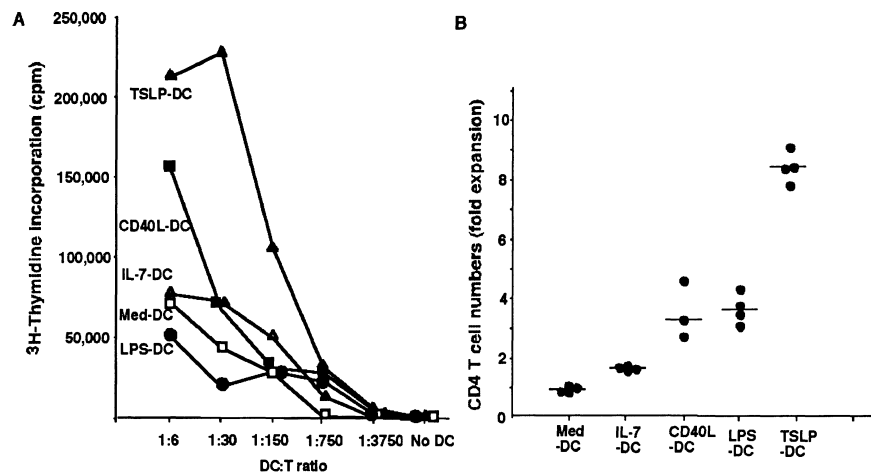 A
250,000
200,000
150,000
100,000
50,000
3H-Thymidine Incorporation (cpm)
TSLP-DC
CD40L-DC
IL-7-DC
Med-DC
LPS-DC
1:6 1:30 1:150 1:750 1:3750 No DC
DC:T ratio
B
10
8
6
4
2
0
CD4 T cell numbers (fold expansion)
Med IL-7 CD40L LPS TSLP
-DC -DC -DC -DC -DC